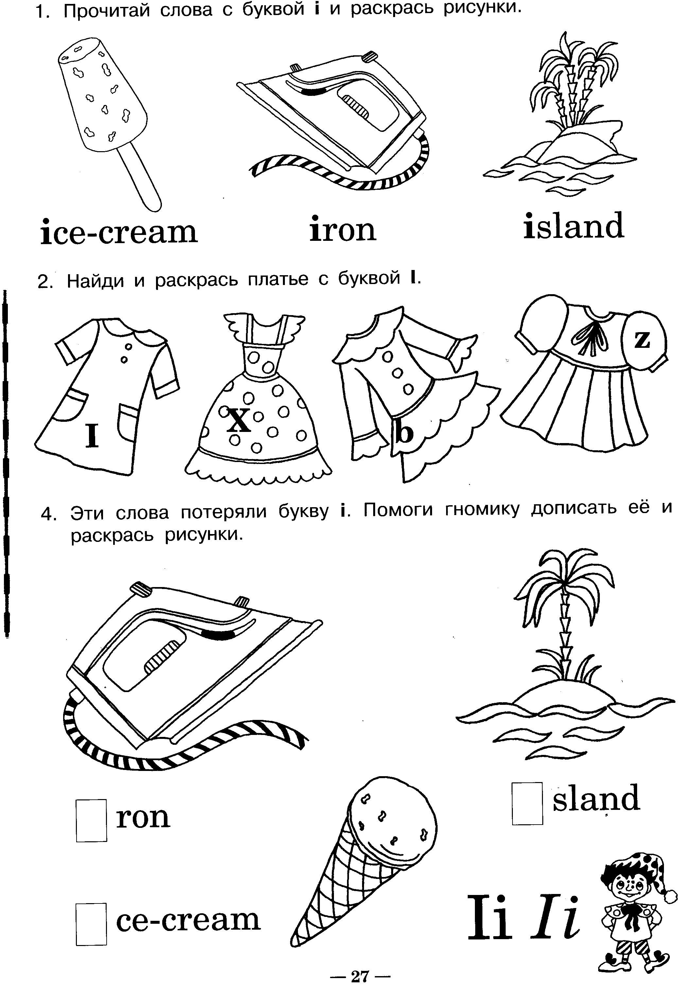 1. Прочитай слова с буквой i и раскрась рисунки.
ice-cream
iron
island
2. Найди и раскрась платье с буквой I.
I
X
b
z
4. Эти слова потеряли букву i. Помоги гномику дописать её и
раскрась рисунки.
ron
sland
ce-cream
Ii Ii
— 27 —